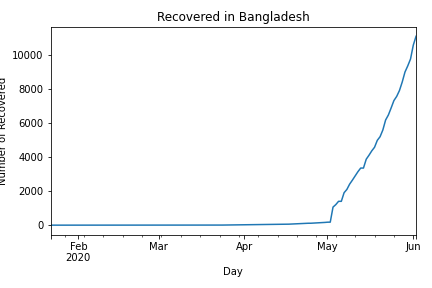 Recovered in Bangladesh
Number of Recovered
10000
8000
6000
4000
2000
0
Feb
2020
Mar
Apr
May
Jun
Day